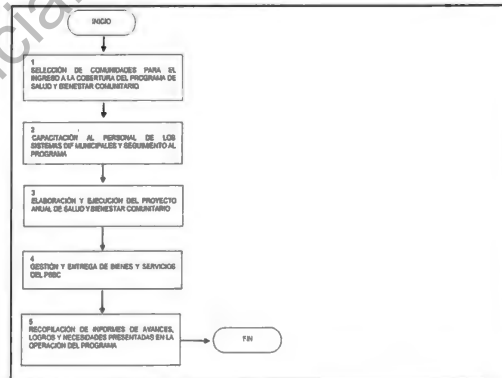 INICIO
1
SELECCIÓN DE COMUNIDADES PARA EL
INGRESO A LA COBERTURA DEL PROGRAMA DE
SALUD Y BIENESTAR COMUNITARIO
2
CAPACITACIÓN AL PERSONAL DE LOS
SISTEMAS DIF MUNICIPALES Y SEGUIMIENTO AL
PROGRAMA
3
ELABORACIÓN Y EJECUCIÓN DEL PROYECTO
ANUAL DE SALUD Y BIENESTAR COMUNITARIO
4
GESTIÓN Y ENTREGA DE BIENES Y SERVICIOS
DEL PSBC
5
RECOPILACIÓN DE INFORMES DE AVANCES,
LOGROS Y NECESIDADES PRESENTADAS EN LA
OPERACIÓN DEL PROGRAMA
FIN